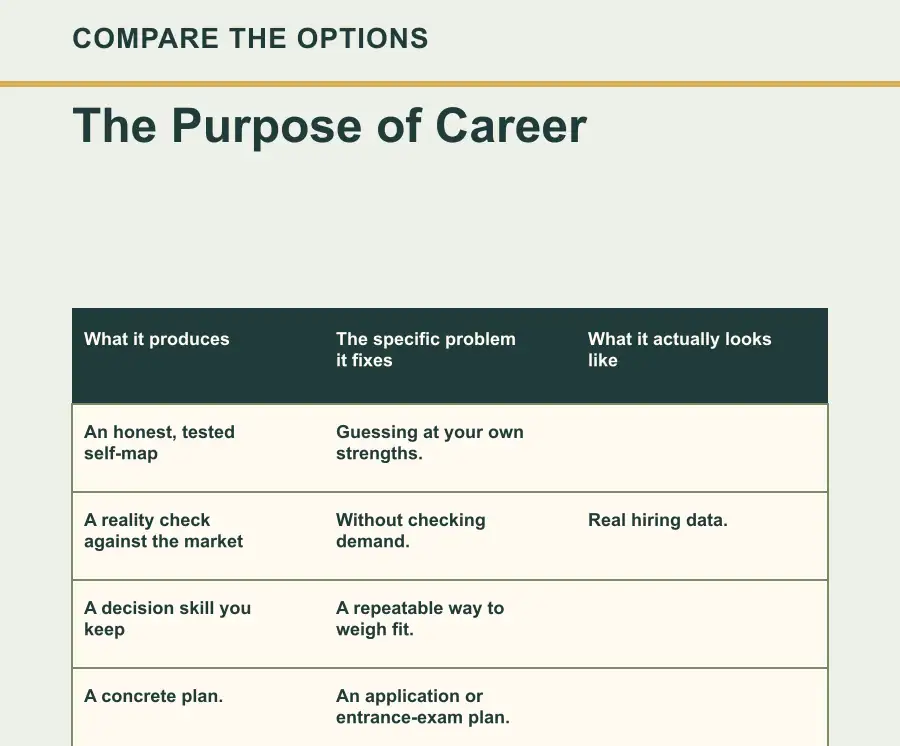 COMPARE THE OPTIONS
The Purpose of Career
What it produces
The specific problem
it fixes
What it actually looks
like
An honest, tested
self-map
Guessing at your own
strengths.
A reality check
against the market
Without checking
demand.
Real hiring data.
A decision skill you
keep
A repeatable way to
weigh fit.
A concrete plan.
An application or
entrance-exam plan.